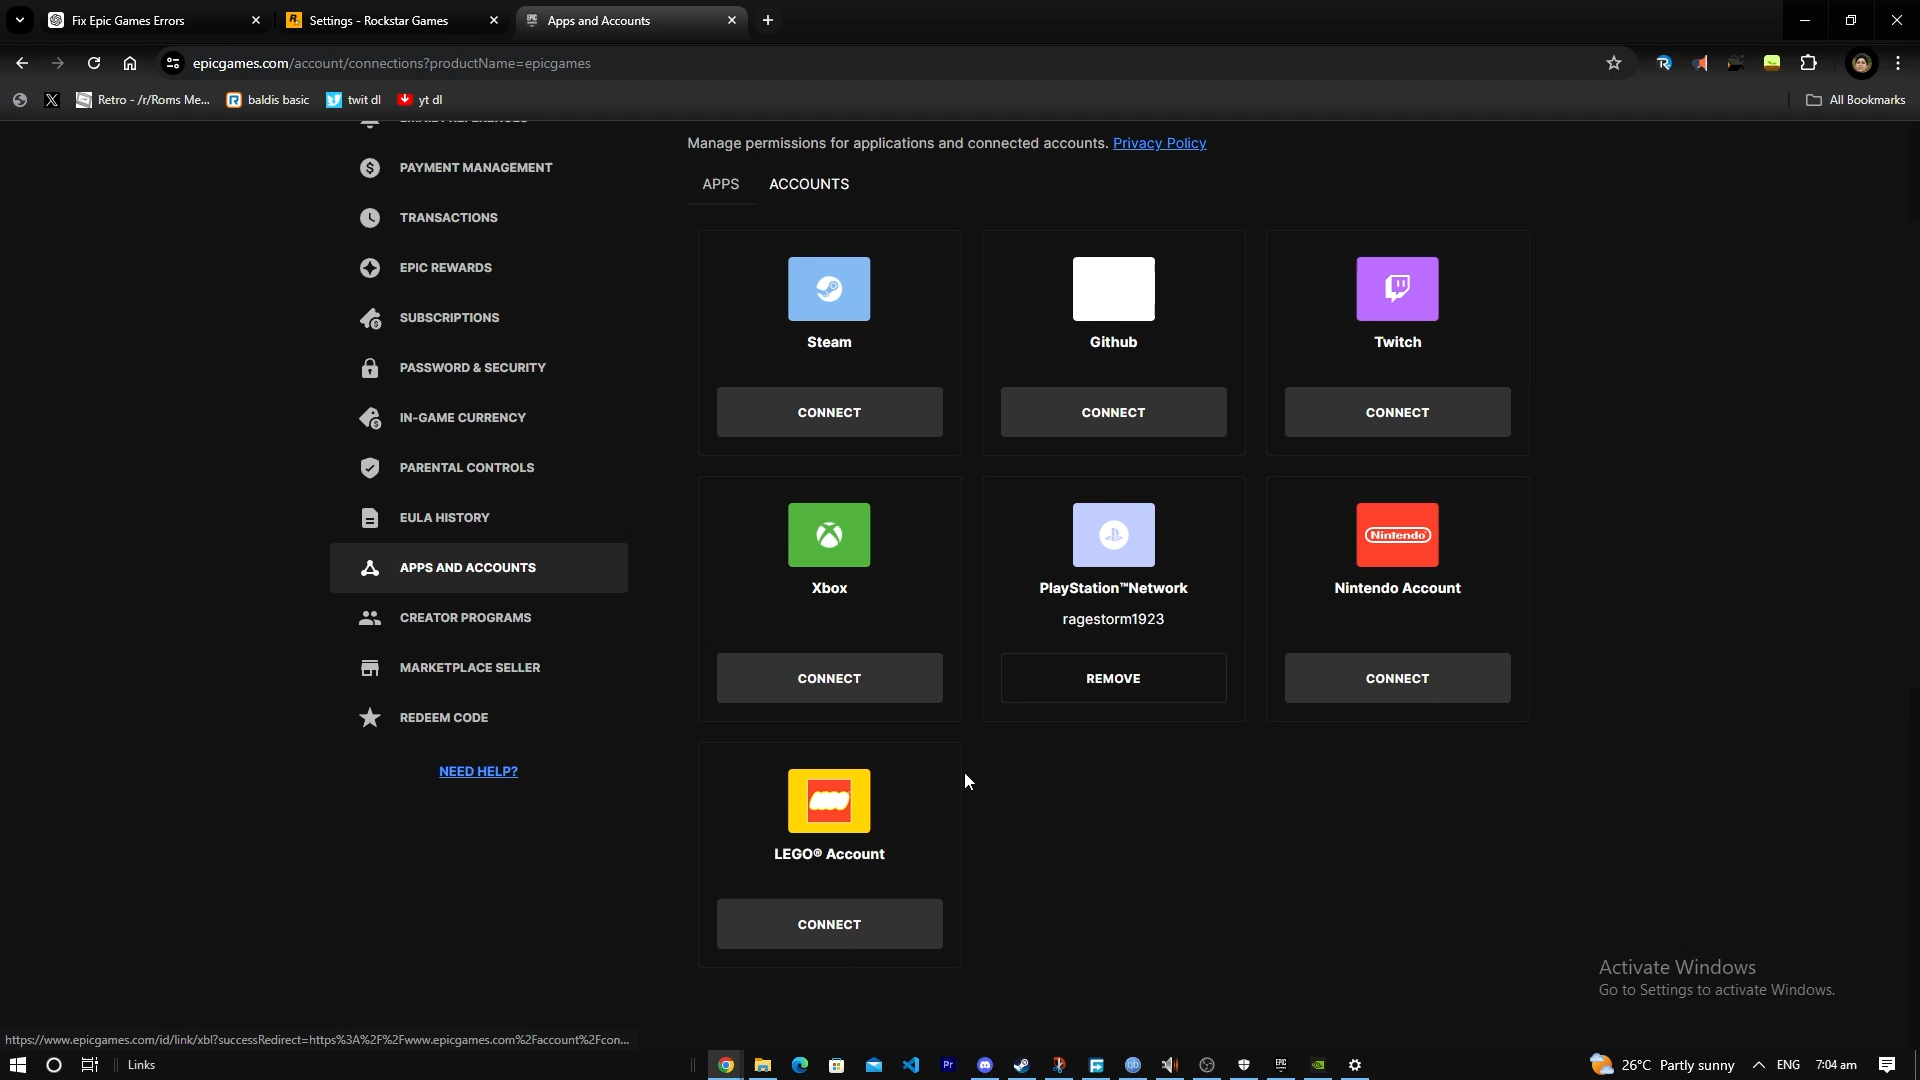 Fix Epic Games Errors
Settings - Rockstar Games
EPIC
Apps and Accounts
epicgames.com/account/connections?productName=epicgames
Retro - /r/Roms Me...
baldis basic
twit dl
yt dl
All Bookmarks
Manage permissions for applications and connected accounts. Privacy Policy
APPS
ACCOUNTS
PAYMENT MANAGEMENT
TRANSACTIONS
EPIC REWARDS
SUBSCRIPTIONS
PASSWORD & SECURITY
IN-GAME CURRENCY
PARENTAL CONTROLS
EULA HISTORY
APPS AND ACCOUNTS
CREATOR PROGRAMS
MARKETPLACE SELLER
REDEEM CODE
NEED HELP?
Steam
CONNECT
Github
CONNECT
Twitch
CONNECT
Xbox
CONNECT
PlayStation™Network
ragestorm1923
REMOVE
Nintendo
Nintendo Account
CONNECT
LEGO® Account
CONNECT
Activate Windows
Go to Settings to activate Windows.
https://www.epicgames.com/id/link/xbl?successRedirect=https%3A%2F%2Fwww.epicgames.com%2Faccount%2Fcon...
Links
Pr
26°C Partly sunny
ENG
7:04 am